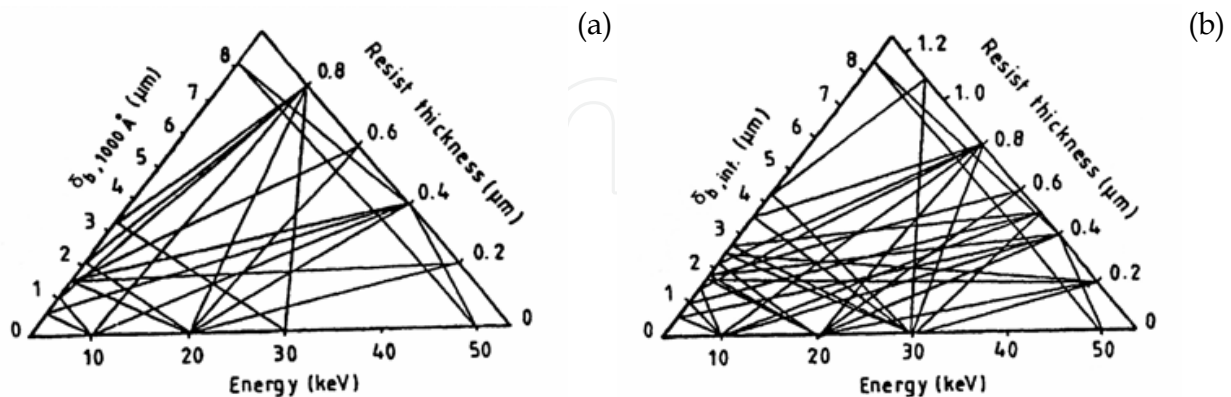 (a)
δb, 1000 Å (μm)
0 1 2 3 4 5 6 7 8
Resist thickness (μm)
0.8
0.6
0.4
0.2
0
10 20 30 40 50
Energy (keV)
(b)
δb, int. (μm)
0 1 2 3 4 5 6 7 8
Resist thickness (μm)
1.2
1.0
0.8
0.6
0.4
0.2
0
10 20 30 40 50
Energy (keV)